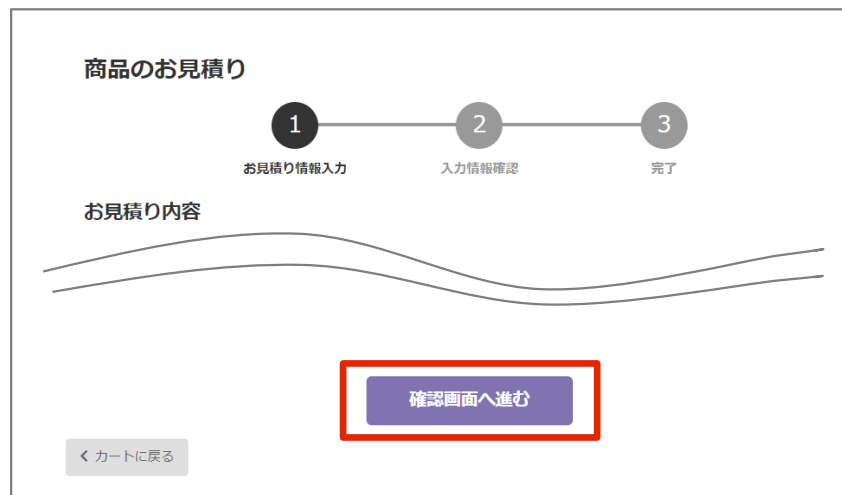 商品のお見積り
1 2 3
お見積り情報入力 入力情報確認 完了
お見積り内容
確認画面へ進む
カートに戻る